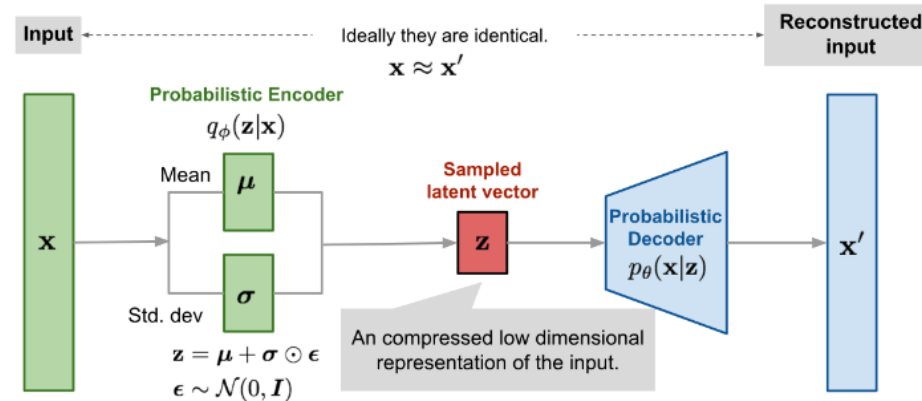 Input
Ideally they are identical.
x ≈ x′
Reconstructed
input
Probabilistic Encoder
qϕ(z|x)
Mean
μ
Sampled
latent vector
x
z
Probabilistic
Decoder
pθ(x|z)
x′
σ
Std. dev
z = μ + σ ⊙ ϵ
ϵ ∼ 𝒩(0, I)
An compressed low dimensional
representation of the input.